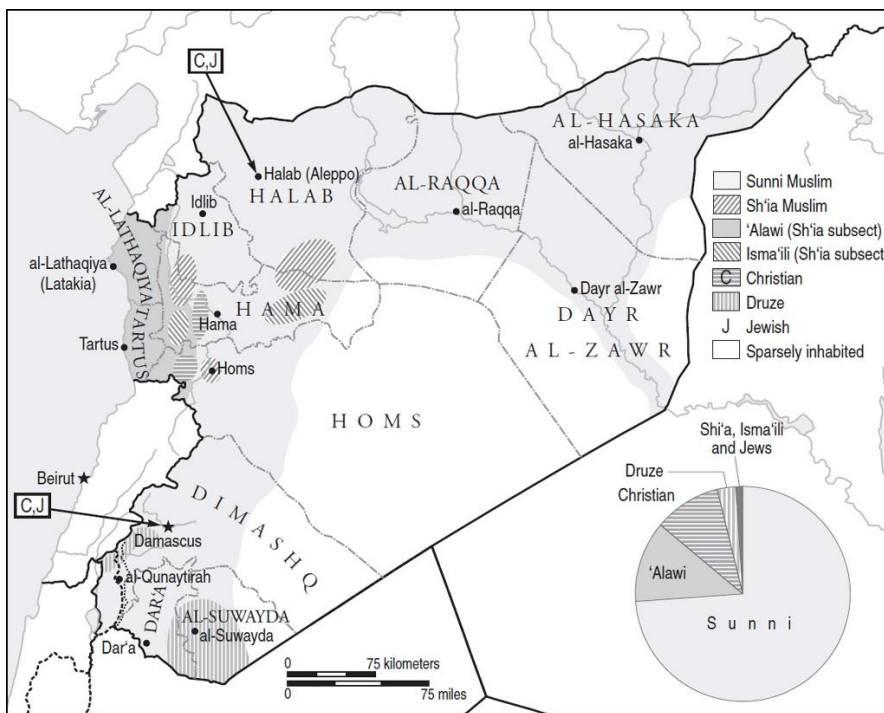 C,J
AL-HASAKA
al-Hasaka
Halab (Aleppo)
HALAB
AL-RAQQA
al-Raqqa
Idlib
IDLIB
AL-LATHAQIYA
al-Lathaqiya
(Latakia)
TARTUS
Tartus
HAMA
Hama
Homs
HOMS
Dayr al-Zawr
DAYR
AL-ZAWR
Beirut
C,J
Damascus
DIMASHQ
al-Qunaytirah
DAR'A
Dar'a
AL-SUWAYDA
al-Suwayda
0 75 kilometers
0 75 miles
Sunni Muslim
Sh'ia Muslim
'Alawi (Sh'ia subsect)
Isma'ili (Sh'ia subsect
C Christian
Druze
J Jewish
Sparsely inhabited
Shi'a, Isma'ili
and Jews
Druze
Christian
'Alawi
Sunni